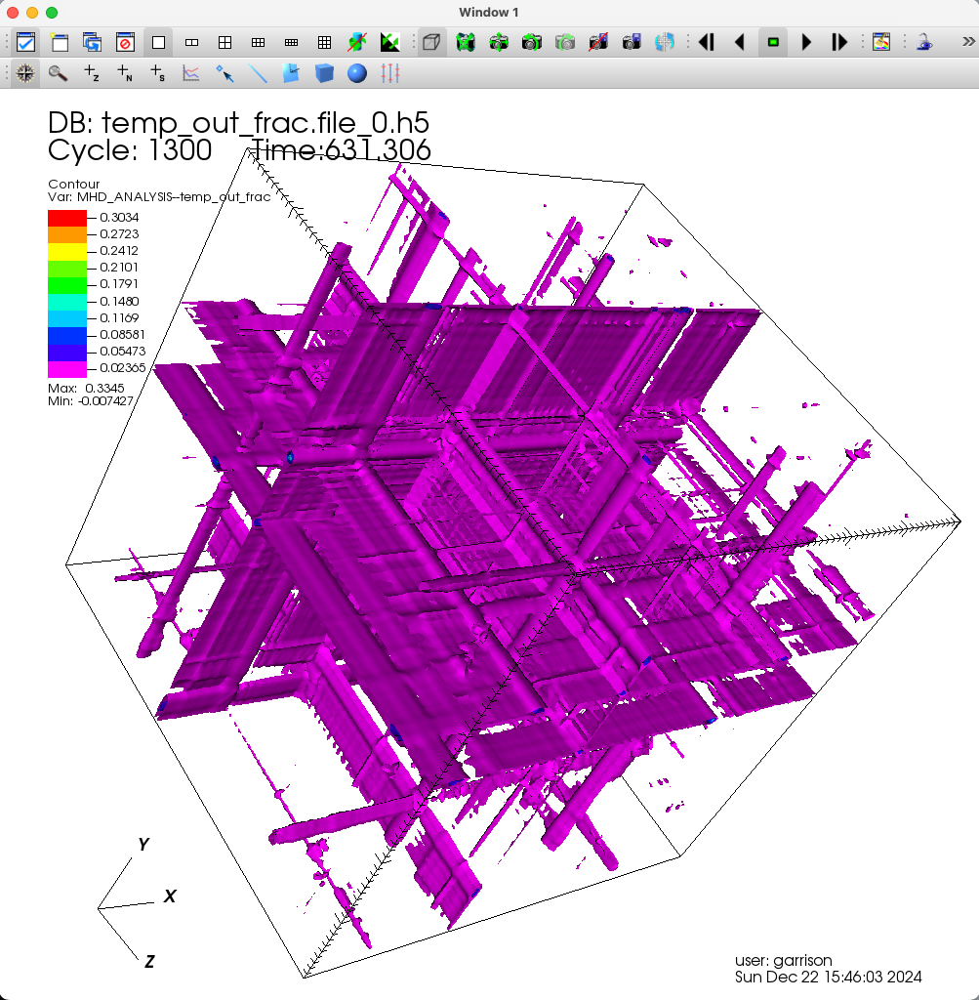 Window 1
Z
N
S
DB: temp_out_frac.file_0.h5
Cycle: 1300 Time:631.306
Contour
Var: MHD_ANALYSIS--temp_out_frac
0.3034
0.2723
0.2412
0.2101
0.1791
0.1480
0.1169
0.08581
0.05473
0.02365
Max: 0.3345
Min: -0.007427
Y
X
Z
user: garrison
Sun Dec 22 15:46:03 2024